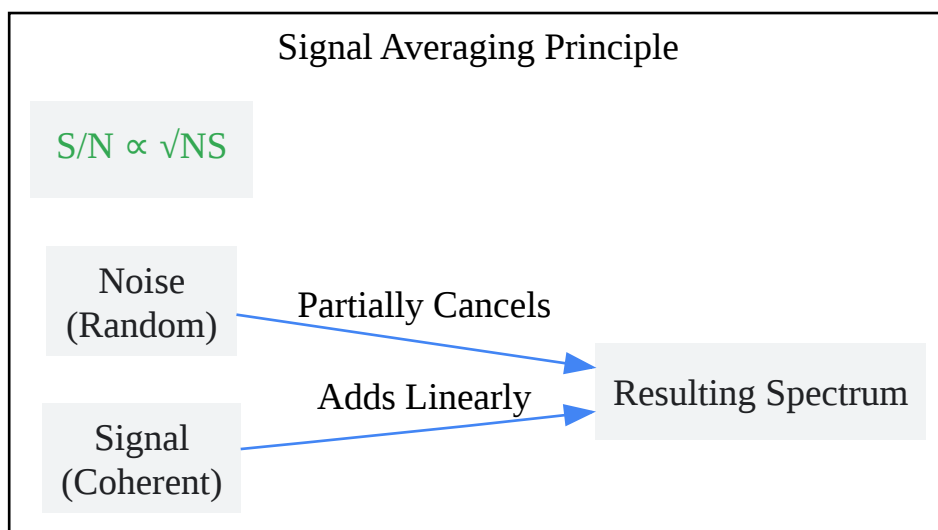 Signal Averaging Principle
S/N ∝ √NS
Noise
(Random)
Partially Cancels
Adds Linearly
Resulting Spectrum
Signal
(Coherent)